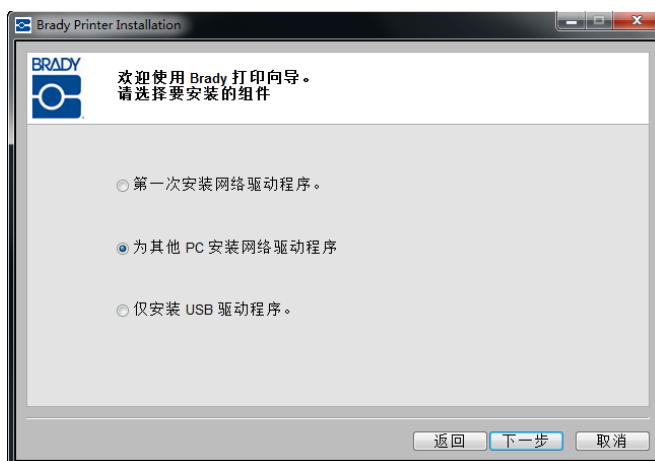 Brady Printer Installation
BRADY
欢迎使用 Brady 打印向导。
请选择要安装的组件
第一次安装网络驱动程序。
为其他 PC 安装网络驱动程序
仅安装 USB 驱动程序。
返回 下一步 取消